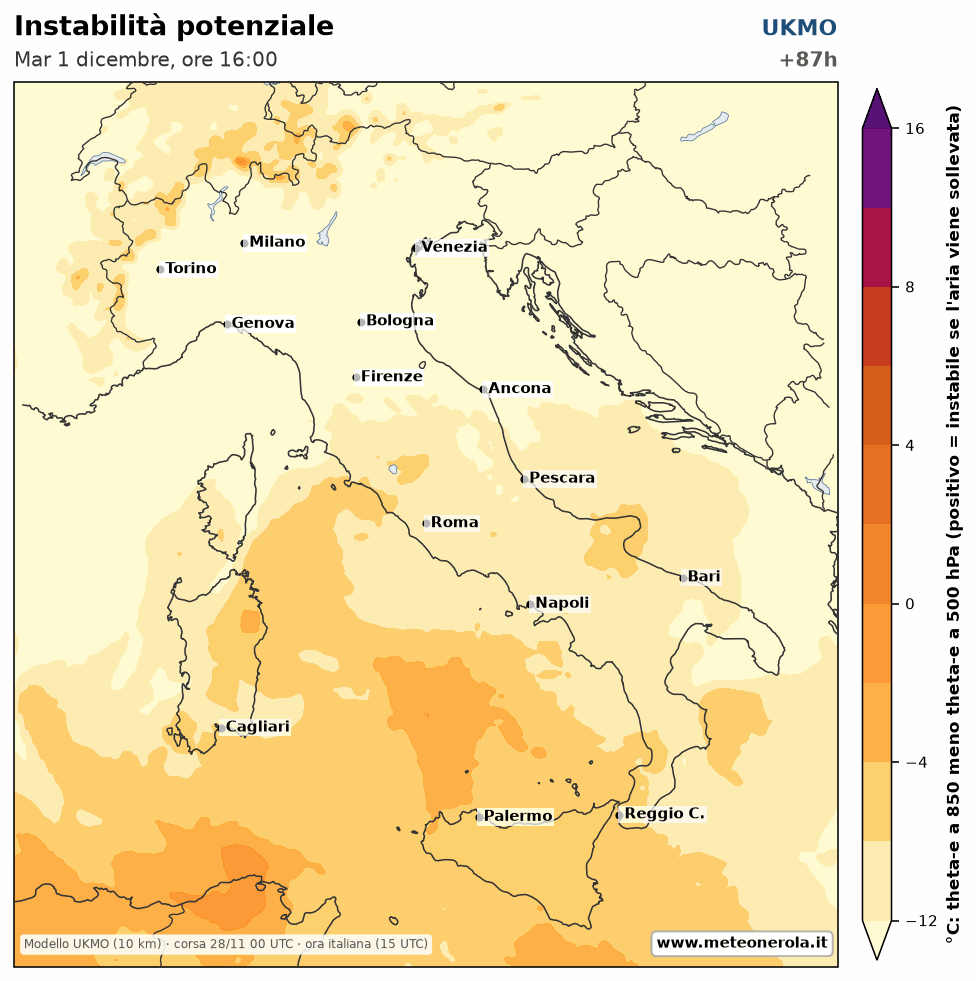 Instabilità potenziale
UKMO
Mar 1 dicembre, ore 16:00
+87h
Milano
Venezia
Torino
Genova
Bologna
Firenze
Ancona
Pescara
Roma
Bari
Napoli
Cagliari
Palermo
Reggio C.
Modello UKMO (10 km) · corsa 28/11 00 UTC · ora italiana (15 UTC)
www.meteonerola.it
16
8
4
0
−4
−12
°C: theta-e a 850 meno theta-e a 500 hPa (positivo = instabile se l'aria viene sollevata)